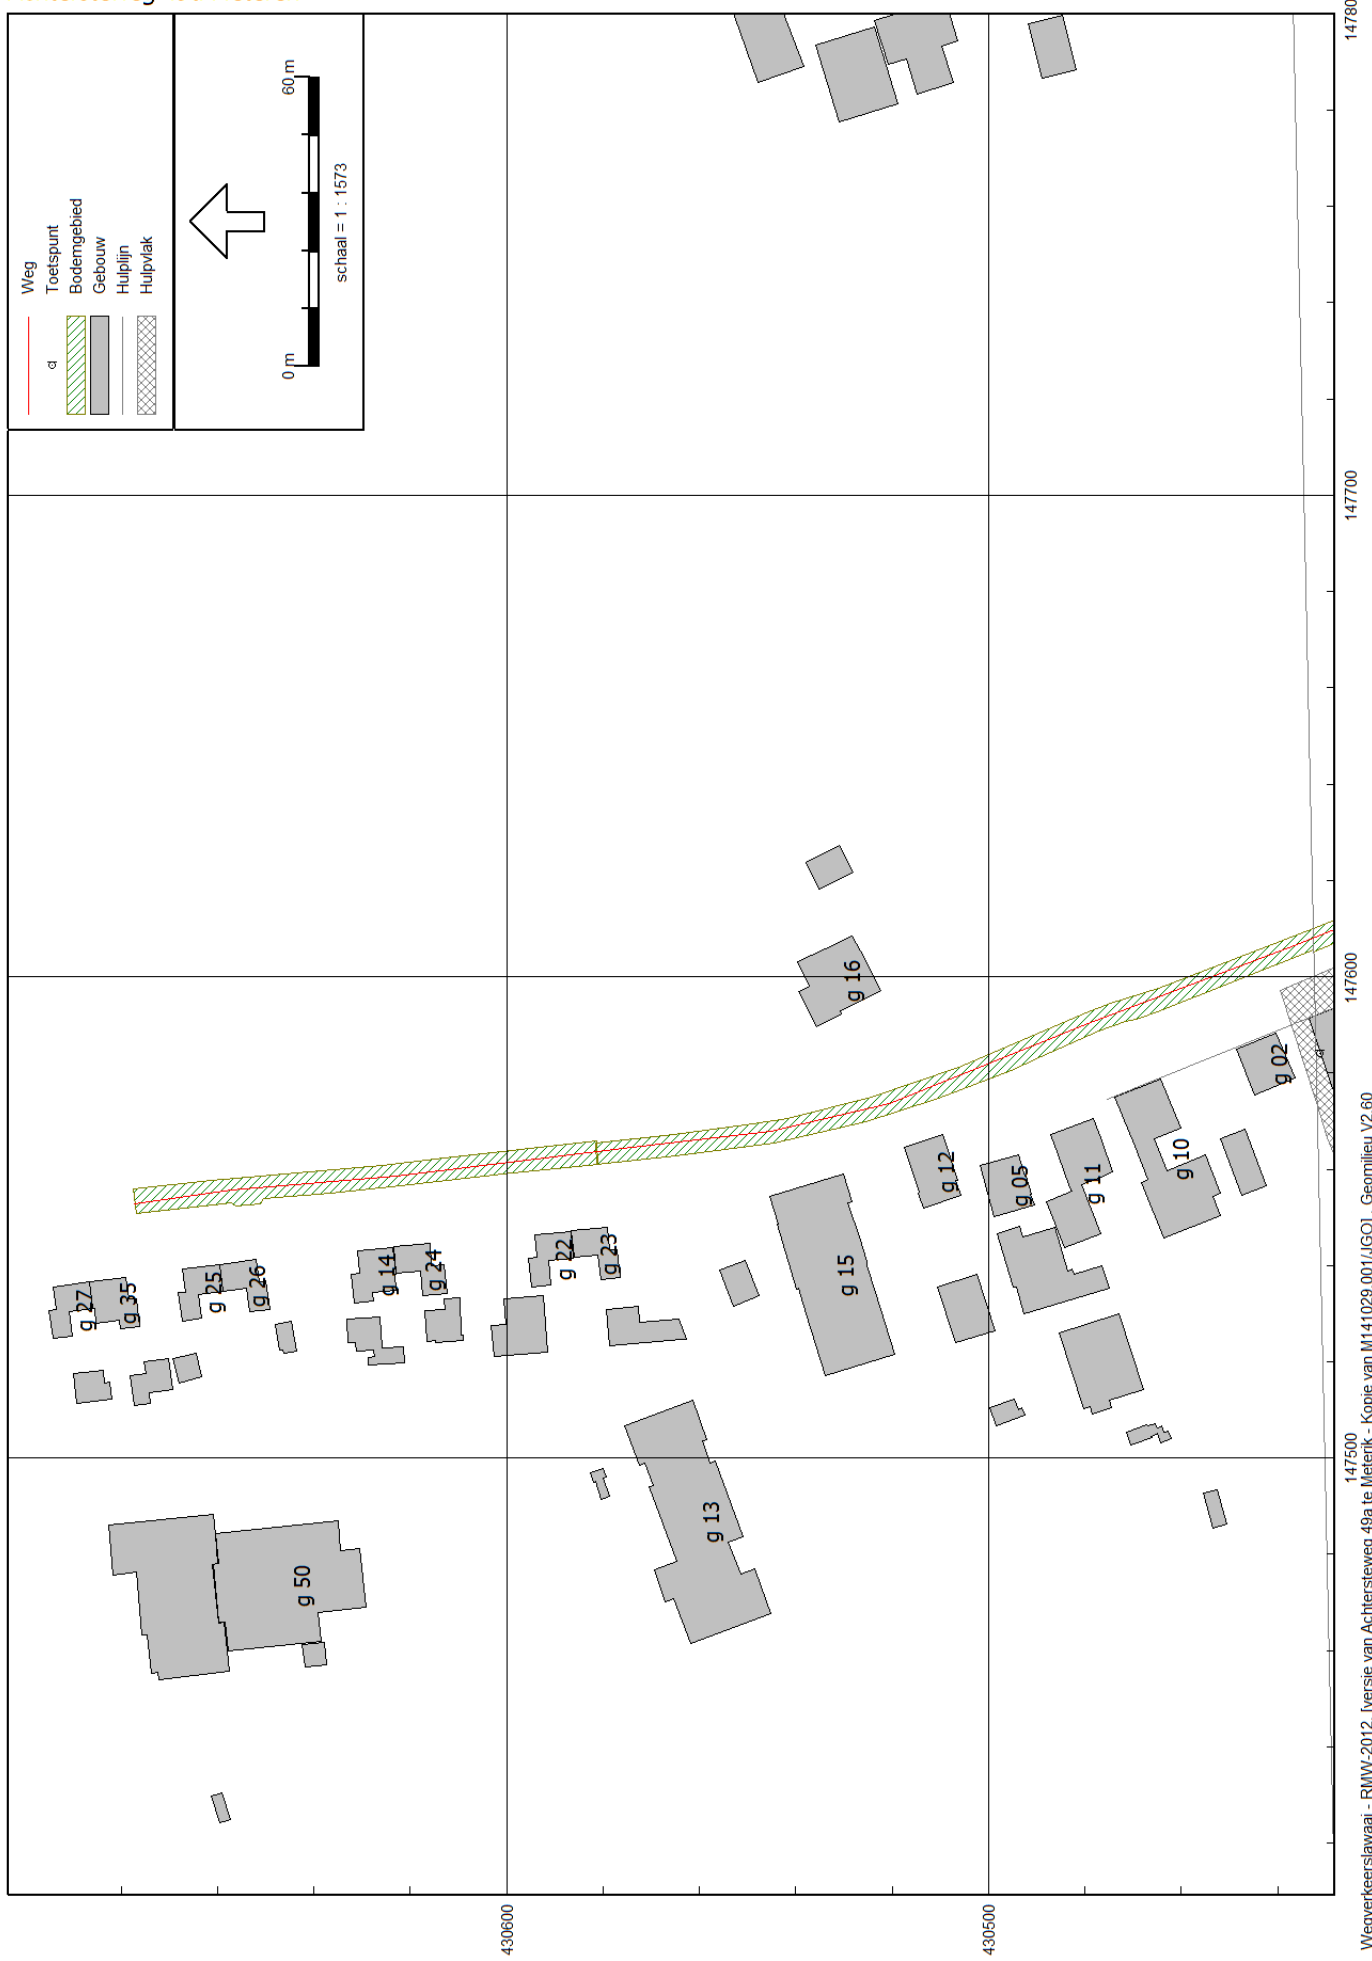 Weg
Toetspunt
Bodemgebied
Gebouw
Hulplijn
Hulpvlak
0 m
60 m
schaal = 1 : 1573
g 27
g 35
g 25
g 26
g 14
g 24
g 22
g 23
g 50
g 13
g 15
g 16
g 12
g 05
g 11
g 10
g 02
430600
430500
147500
147600
147700
Wegverkeerslawaai - RMW-2012, [versie van Achtersteweg 49a te Meterik - Kopie van M141029.001/JGO] , Geomilieu V2.60